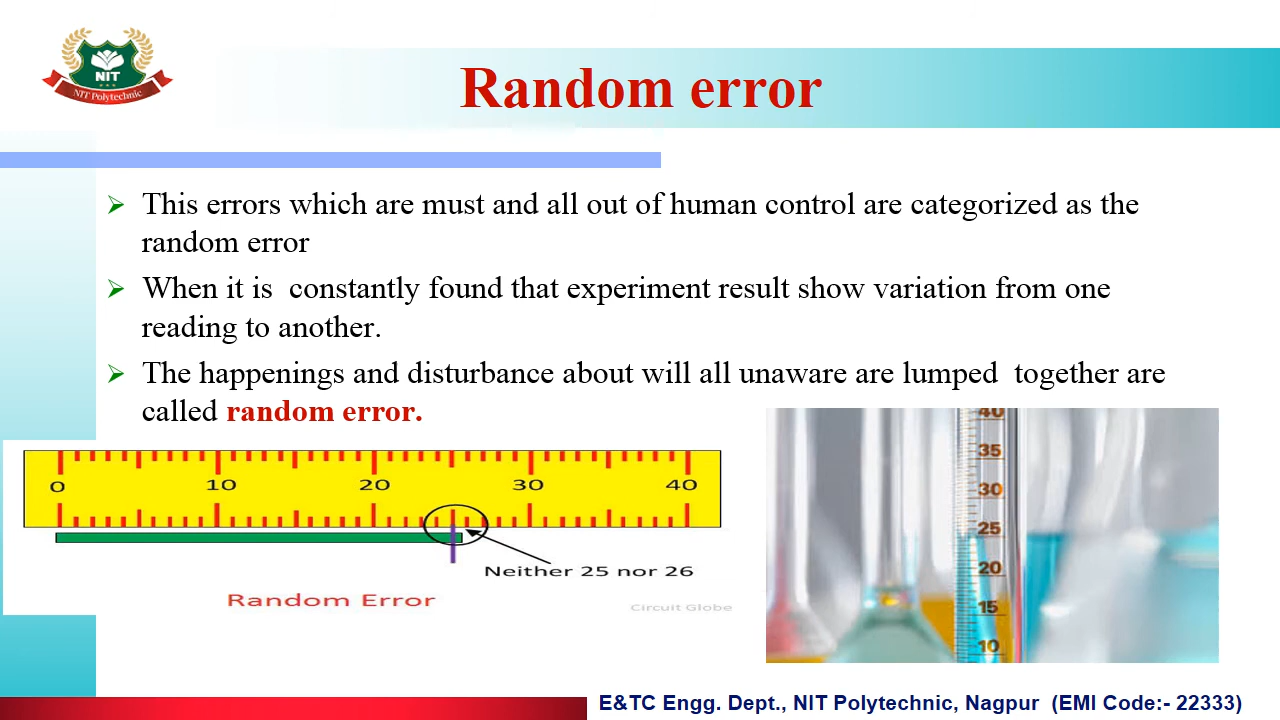 NIT
NIT Polytechnic
Random error
This errors which are must and all out of human control are categorized as the
random error
When it is constantly found that experiment result show variation from one
reading to another.
The happenings and disturbance about will all unaware are lumped together are
called random error.
0 10 20 30 40
Neither 25 nor 26
Random Error
Circuit Globe
40
35
30
25
20
15
10
E&TC Engg. Dept., NIT Polytechnic, Nagpur (EMI Code:- 22333)